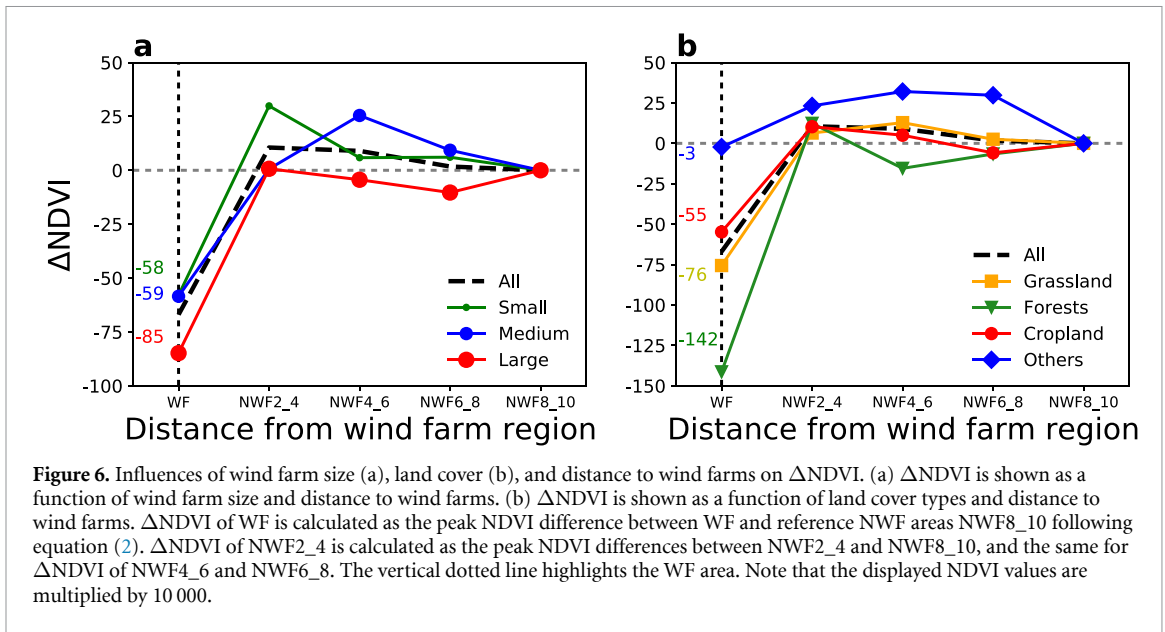 a
50
25
0
-25
-50
-75
-100
ΔNDVI
-58
-59
-85
All
Small
Medium
Large
WF
NWF2_4
NWF4_6
NWF6_8
NWF8_10
Distance from wind farm region
b
50
25
0
-25
-50
-75
-100
-125
-150
-3
-55
-76
-142
All
Grassland
Forests
Cropland
Others
WF
NWF2_4
NWF4_6
NWF6_8
NWF8_10
Distance from wind farm region
Figure 6. Influences of wind farm size (a), land cover (b), and distance to wind farms on ΔNDVI. (a) ΔNDVI is shown as a
function of wind farm size and distance to wind farms. (b) ΔNDVI is shown as a function of land cover types and distance to
wind farms. ΔNDVI of WF is calculated as the peak NDVI difference between WF and reference NWF areas NWF8_10 following
equation (2). ΔNDVI of NWF2_4 is calculated as the peak NDVI differences between NWF2_4 and NWF8_10, and the same for
ΔNDVI of NWF4_6 and NWF6_8. The vertical dotted line highlights the WF area. Note that the displayed NDVI values are
multiplied by 10 000.